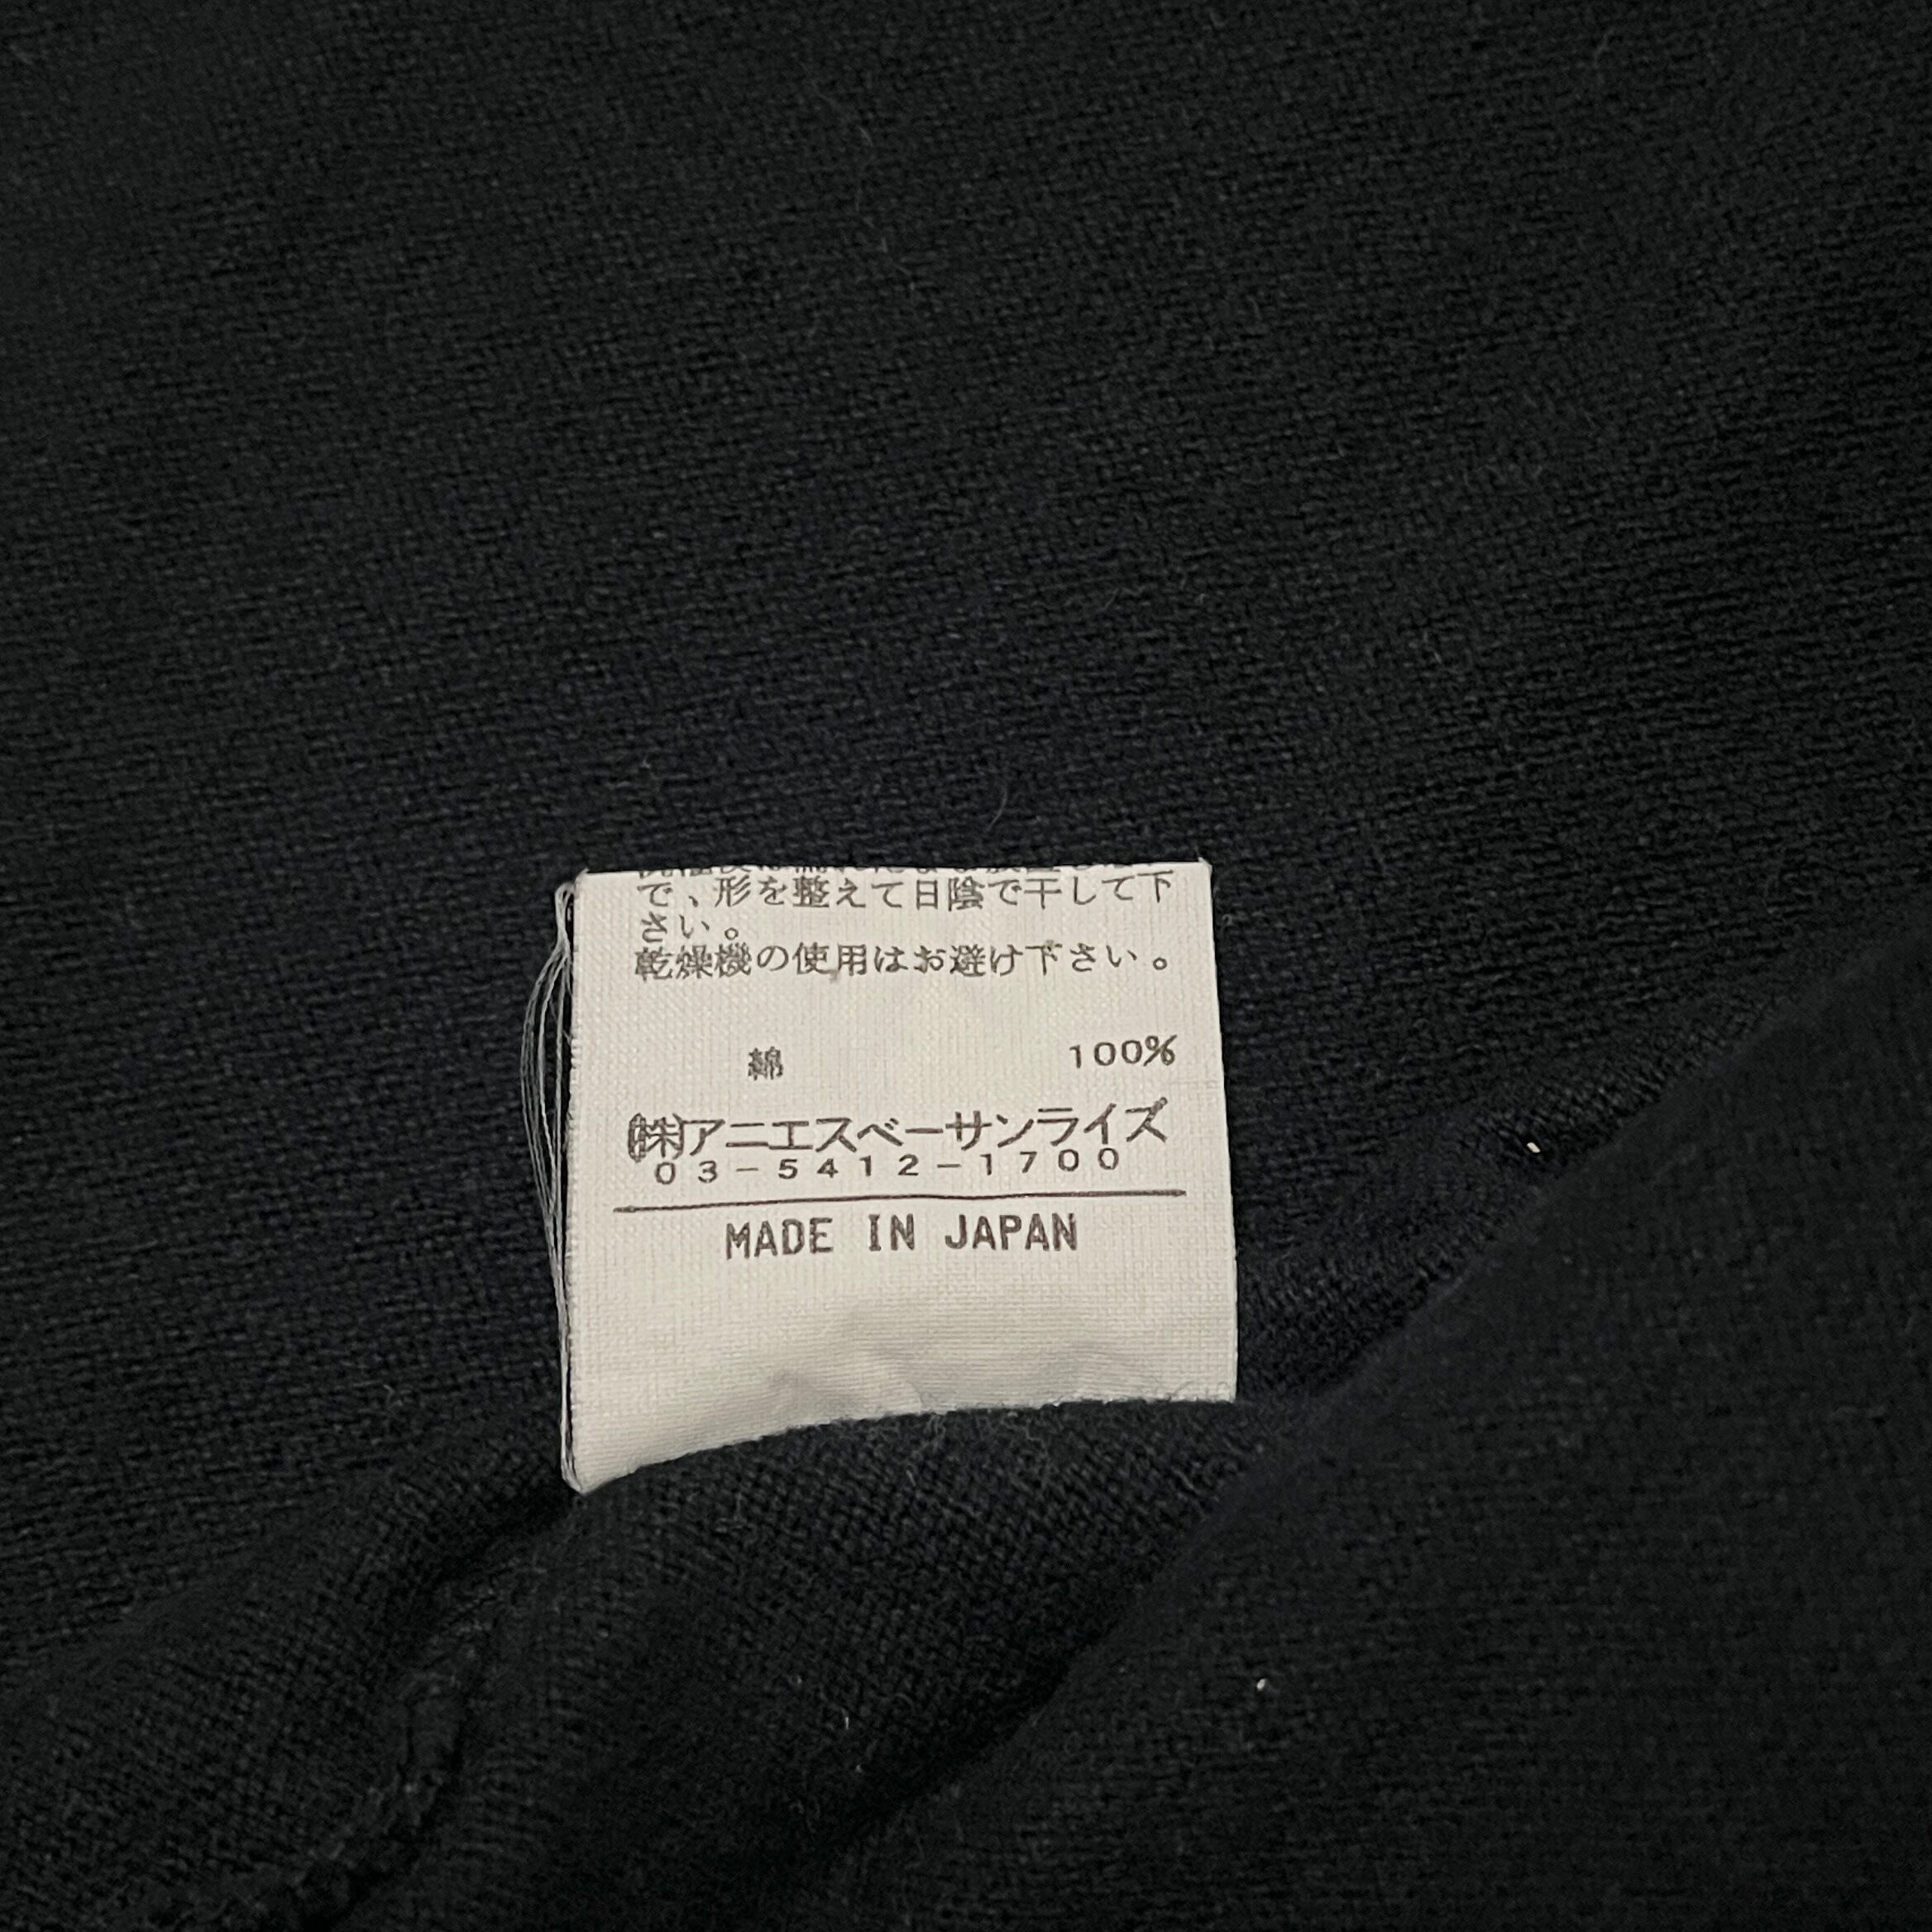 で、形を整えて日陰で干して下
さい。
乾燥機の使用はお避け下さい。
綿 100%
㈱アニエスベーサンライズ
03-5412-1700
MADE IN JAPAN